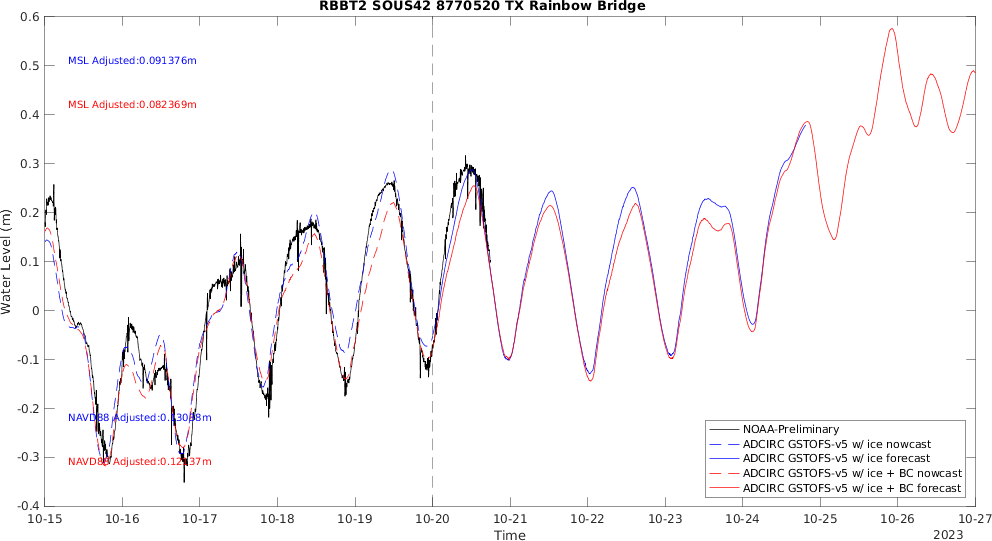 RBBT2 SOUS42 8770520 TX Rainbow Bridge
0.6
0.5
0.4
0.3
0.2
0.1
0
-0.1
-0.2
-0.3
-0.4
Water Level (m)
MSL Adjusted:0.091376m
MSL Adjusted:0.082369m
NAVD88
NAVD88 Adjusted:
NOAA-Preliminary
ADCIRC GSTOFS-v5 w/ ice nowcast
ADCIRC GSTOFS-v5 w/ ice forecast
ADCIRC GSTOFS-v5 w/ ice + BC nowcast
ADCIRC GSTOFS-v5 w/ ice + BC forecast
10-15 10-16 10-17 10-18 10-19 10-20 10-21 10-22 10-23 10-24 10-25 10-26 10-27
Time
2023